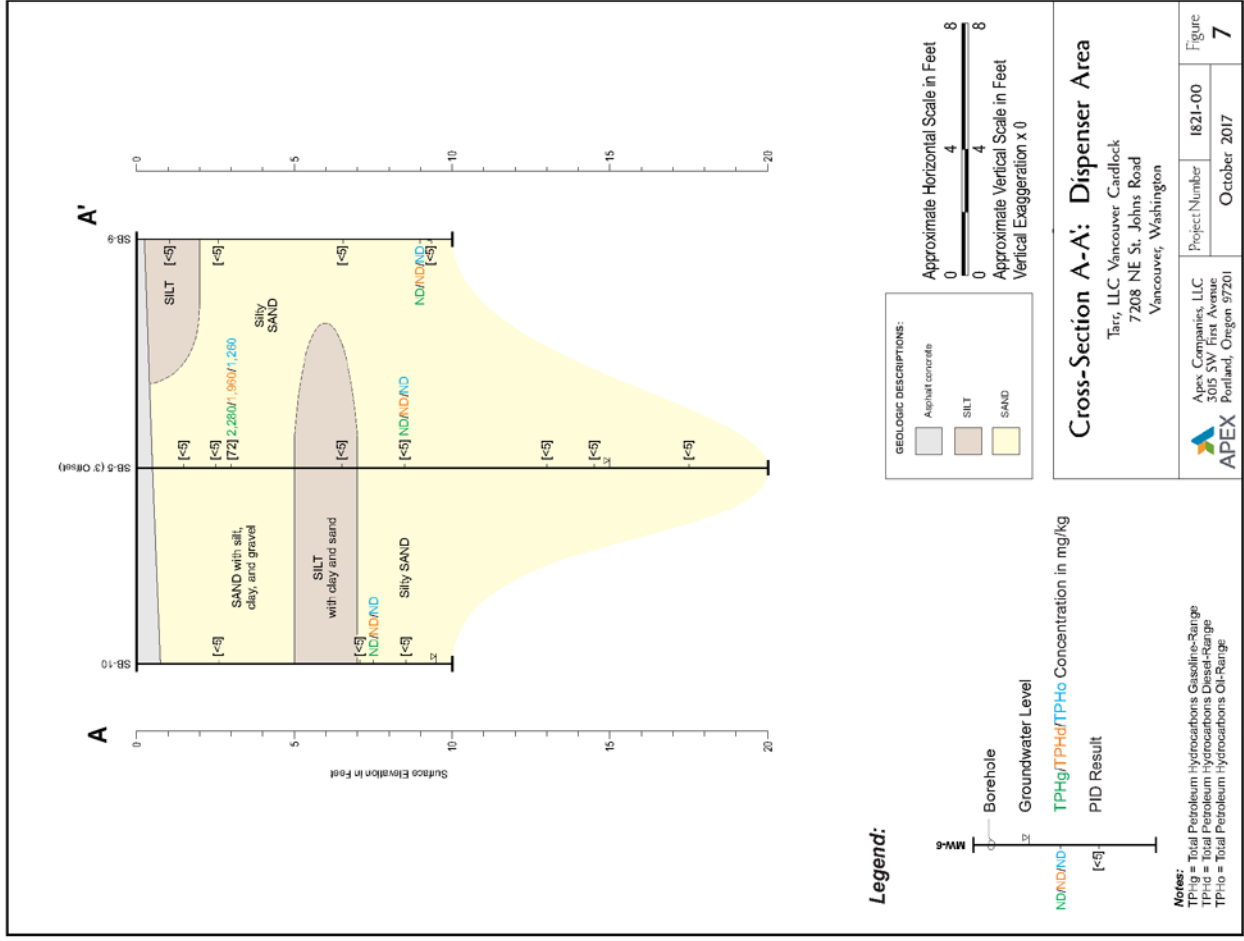 A
A'
Surface Elevation in Feet
0
5
10
15
20
0
5
10
15
20
SB-10
SB-5 (3' Offset)
SB-9
SAND with silt,
clay, and gravel
SILT
with clay and sand
Silty SAND
SILT
Silty
SAND
[<5]
[<5]
ND/ND/ND
[<5]
[<5]
[<5]
[72] 2,280/1,960/1,260
[<5]
[<5] ND/ND/ND
[<5]
[<5]
[<5]
[<5]
[<5]
[<5]
ND/ND/ND
[<5]
Legend:
MW-6
Borehole
Groundwater Level
ND/ND/ND
TPHg/TPHd/TPHo Concentration in mg/kg
[<5]
PID Result
Notes:
TPHg = Total Petroleum Hydrocarbons Gasoline-Range
TPHd = Total Petroleum Hydrocarbons Diesel-Range
TPHo = Total Petroleum Hydrocarbons Oil-Range
GEOLOGIC DESCRIPTIONS:
Asphalt concrete
SILT
SAND
Approximate Horizontal Scale in Feet
0 4 8
0 4 8
Approximate Vertical Scale in Feet
Vertical Exaggeration x 0
Cross-Section A-A': Dispenser Area
Tarr, LLC Vancouver Cardlock
7208 NE St. Johns Road
Vancouver, Washington
APEX
Apex Companies, LLC
3015 SW First Avenue
Portland, Oregon 97201
Project Number
1821-00
October 2017
Figure
7